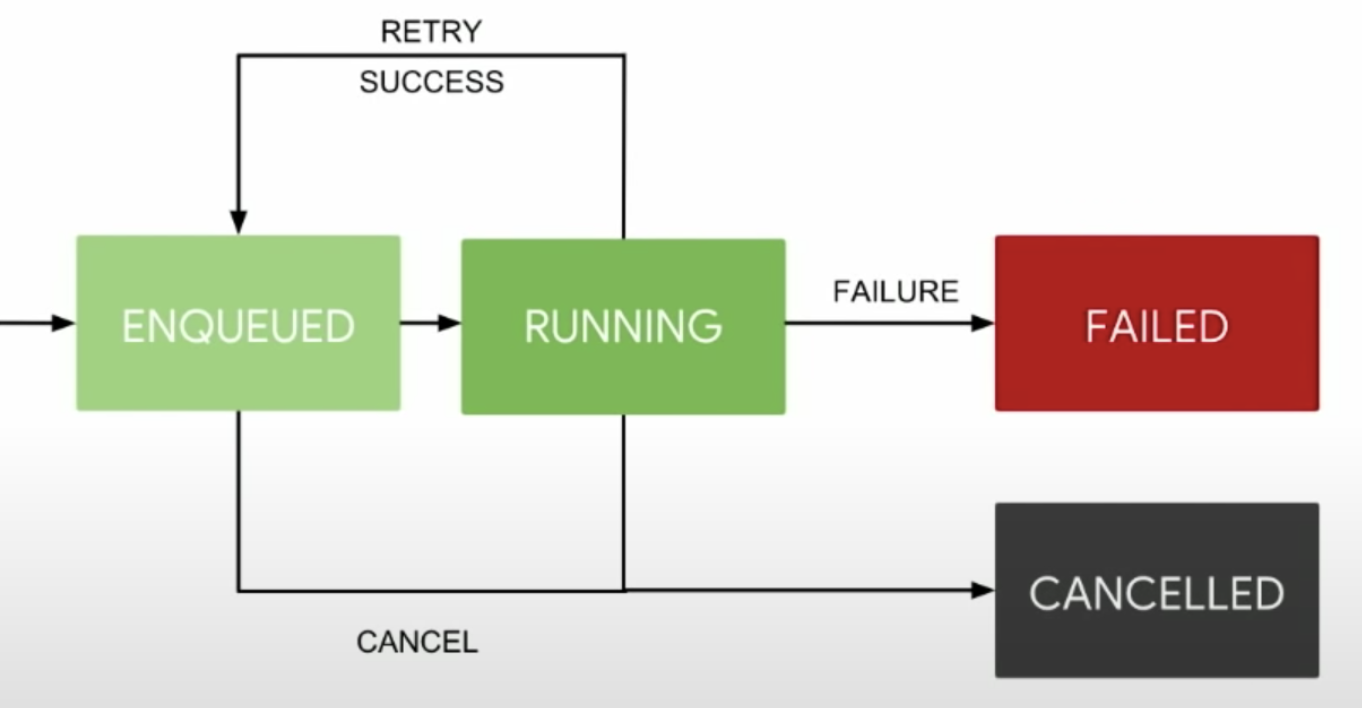 RETRY
SUCCESS
ENQUEUED
RUNNING
FAILURE
FAILED
CANCELLED
CANCEL